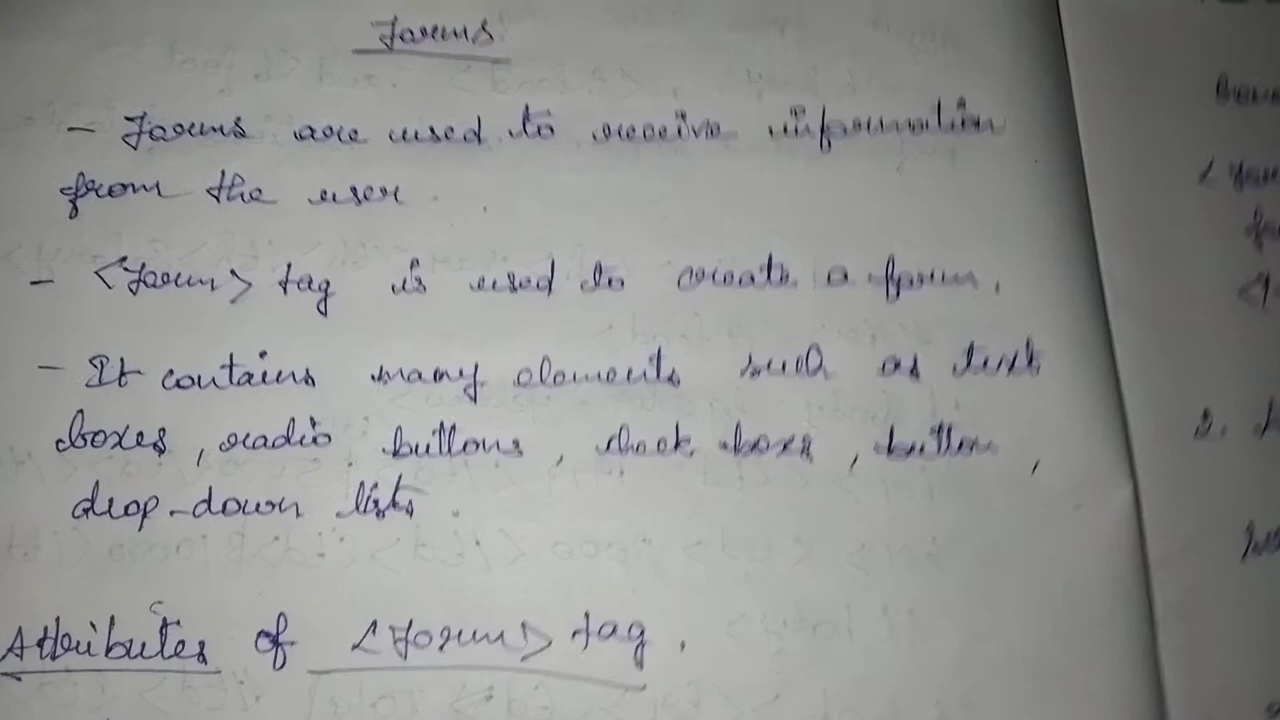 Forms
- Forms are used to receive information
from the user.
- <Form> tag is used to create a form.
- It contains many elements such as text
boxes, radio buttons, check boxes, button,
drop-down lists.
Attributes of <Form> tag.